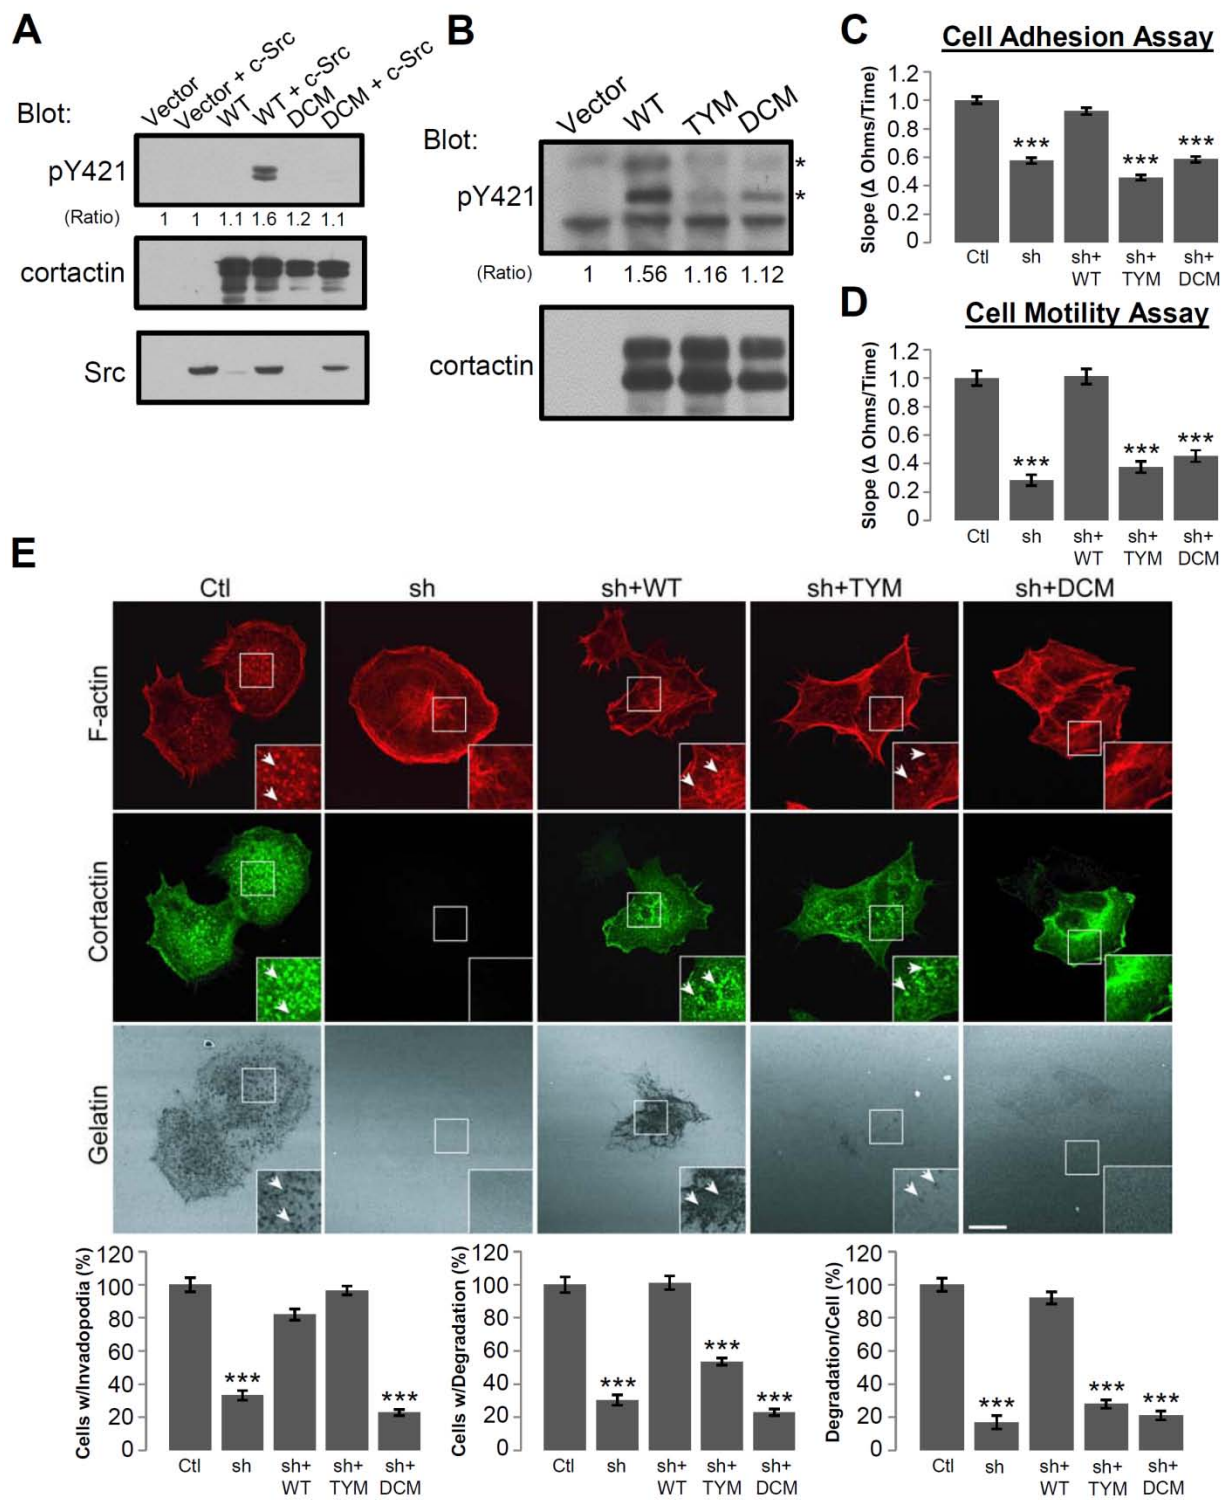 A
Blot:
Vector
Vector + c-Src
WT
WT + c-Src
DCM
DCM + c-Src
pY421
(Ratio) 1 1 1.1 1.6 1.2 1.1
cortactin
Src
B
Blot:
Vector
WT
TYM
DCM
pY421
*
*
(Ratio) 1 1.56 1.16 1.12
cortactin
C
Cell Adhesion Assay
Slope (Δ Ohms/Time)
1.2
1.0
0.8
0.6
0.4
0.2
0
***
***
***
Ctl sh sh+ sh+ sh+
WT TYM DCM
D
Cell Motility Assay
Slope (Δ Ohms/Time)
1.2
1.0
0.8
0.6
0.4
0.2
0
***
***
***
Ctl sh sh+ sh+ sh+
WT TYM DCM
E
Ctl sh sh+WT sh+TYM sh+DCM
F-actin
Cortactin
Gelatin
Cells w/Invadopodia (%)
120
100
80
60
40
20
0
***
***
Ctl sh sh+ sh+ sh+
WT TYM DCM
Cells w/Degradation (%)
120
100
80
60
40
20
0
***
***
***
Ctl sh sh+ sh+ sh+
WT TYM DCM
Degradation/Cell (%)
120
100
80
60
40
20
0
***
***
***
Ctl sh sh+ sh+ sh+
WT TYM DCM